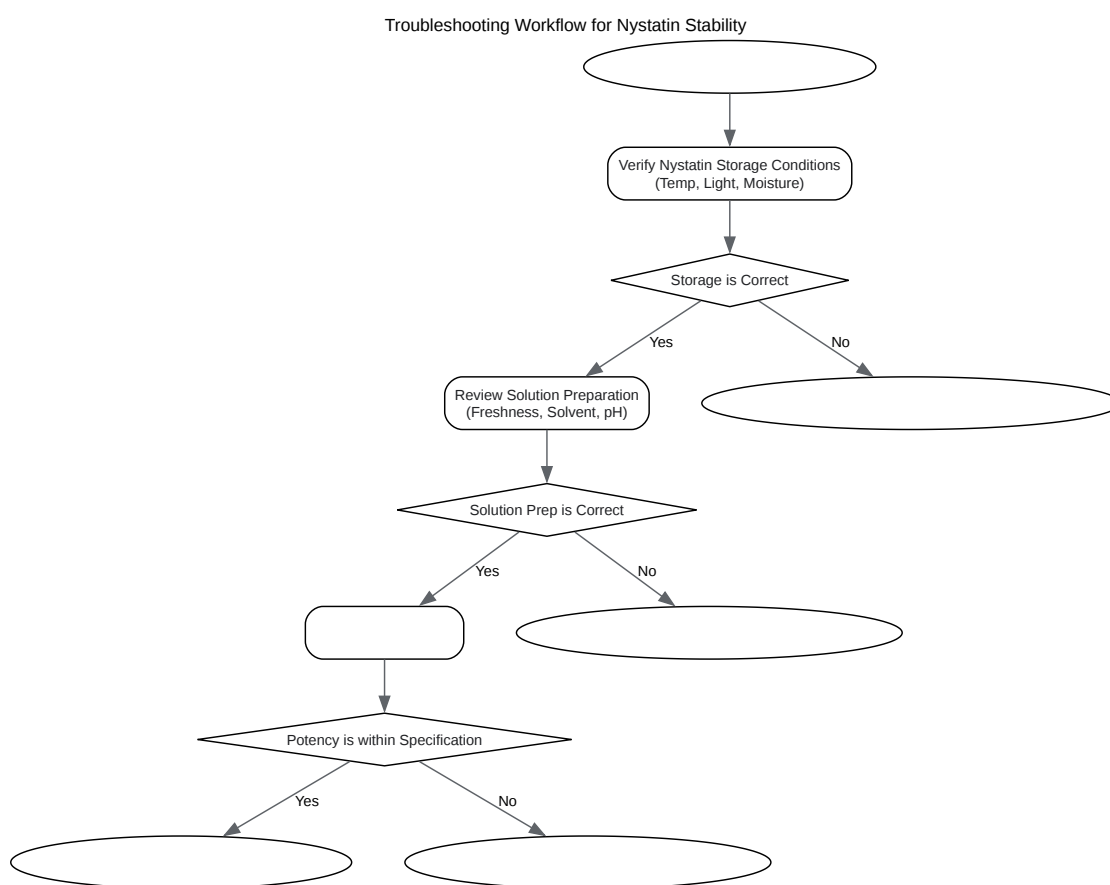 Troubleshooting Workflow for Nystatin Stability
Verify Nystatin Storage Conditions
(Temp, Light, Moisture)
Storage is Correct
Yes
No
Review Solution Preparation
(Freshness, Solvent, pH)
Solution Prep is Correct
Yes
No
Potency is within Specification
Yes
No